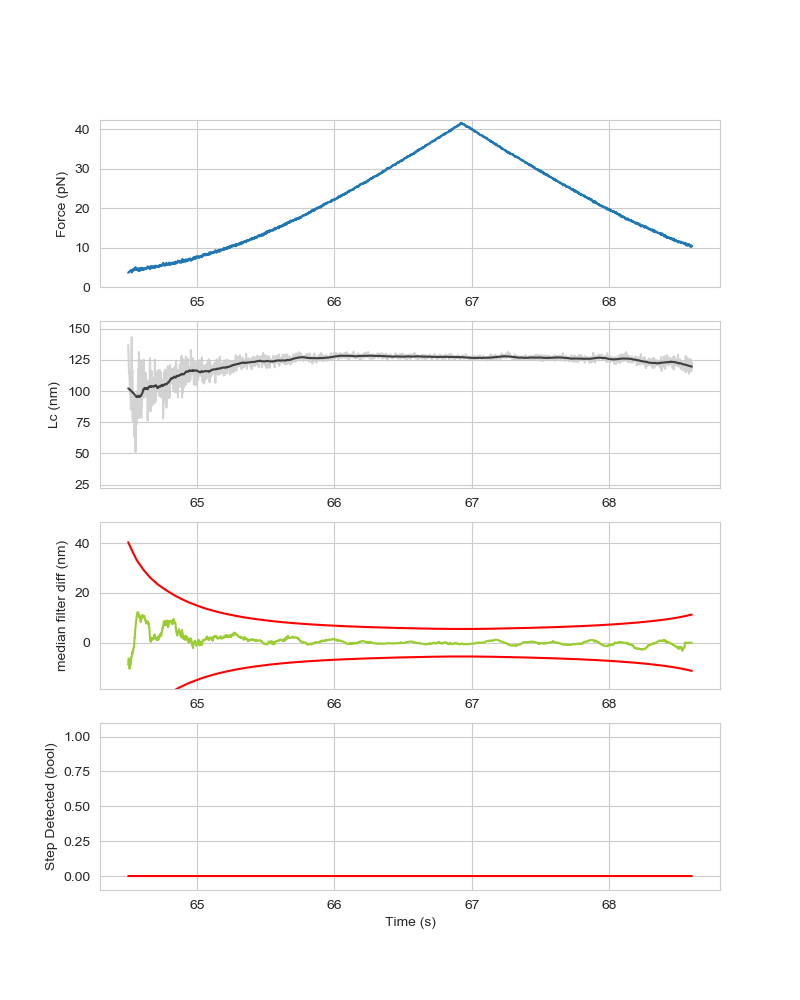 40
30
20
10
0
Force (pN)
65 66 67 68
150
125
100
75
50
25
Lc (nm)
65 66 67 68
40
20
0
median filter diff (nm)
65 66 67 68
1.00
0.75
0.50
0.25
0.00
Step Detected (bool)
65 66 67 68
Time (s)